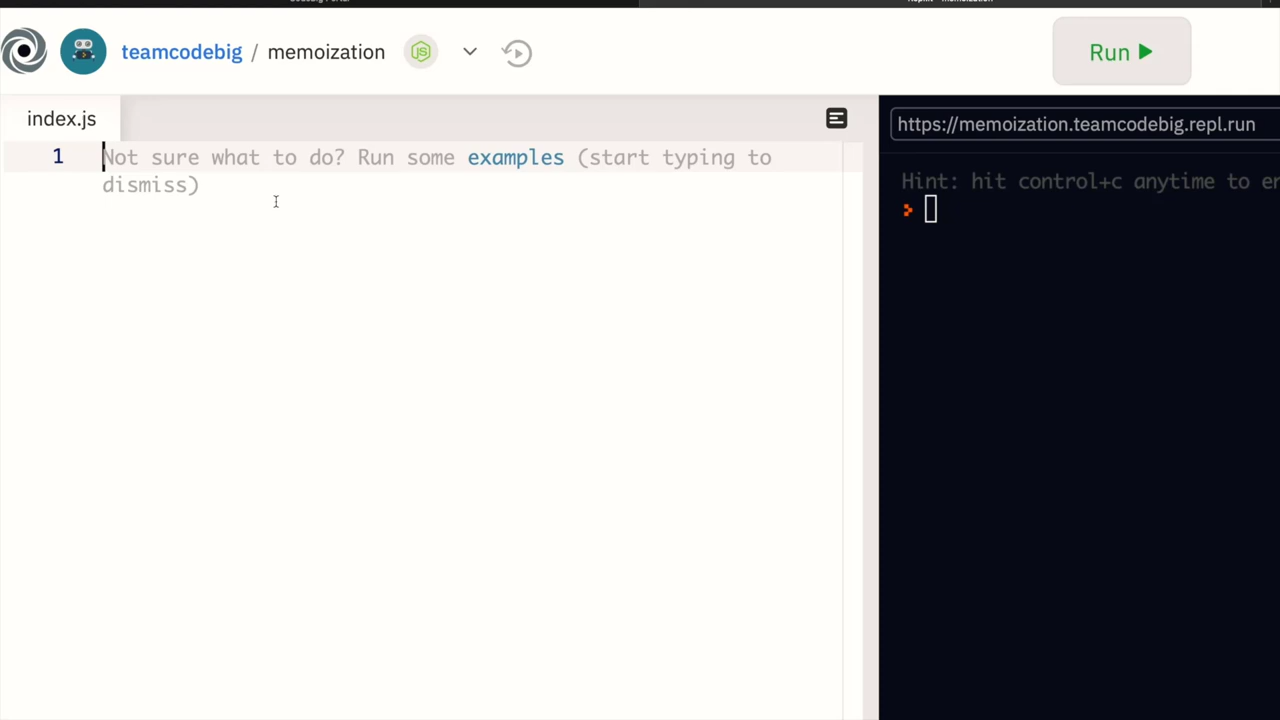 teamcodebig / memoization
Run
index.js
1
Not sure what to do? Run some examples (start typing to
dismiss)
https://memoization.teamcodebig.repl.run
Hint: hit control+c anytime to en